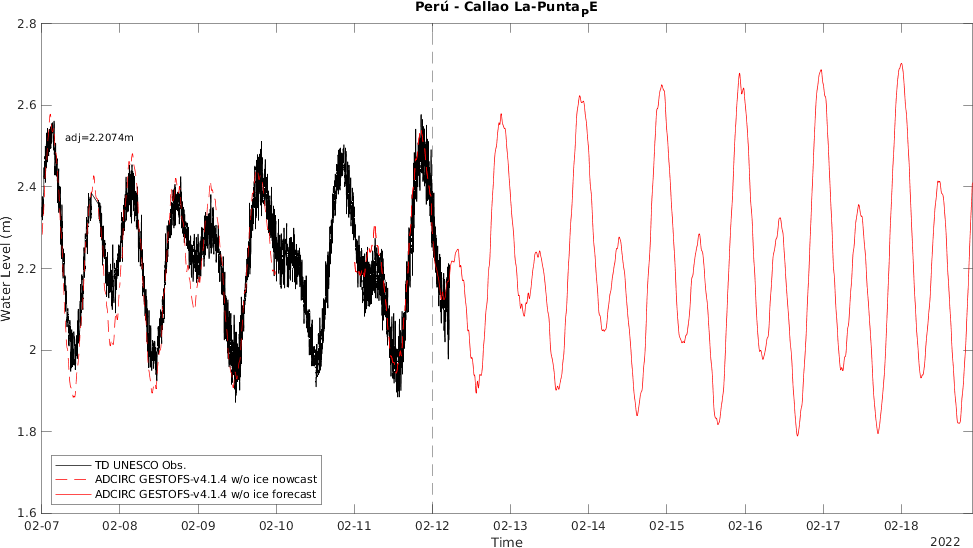 Perú - Callao La-PuntapE
2.8
2.6
2.4
2.2
2
1.8
1.6
Water Level (m)
adj=2.2074m
TD UNESCO Obs.
ADCIRC GESTOFS-v4.1.4 w/o ice nowcast
ADCIRC GESTOFS-v4.1.4 w/o ice forecast
02-07 02-08 02-09 02-10 02-11 02-12 02-13 02-14 02-15 02-16 02-17 02-18
Time
2022